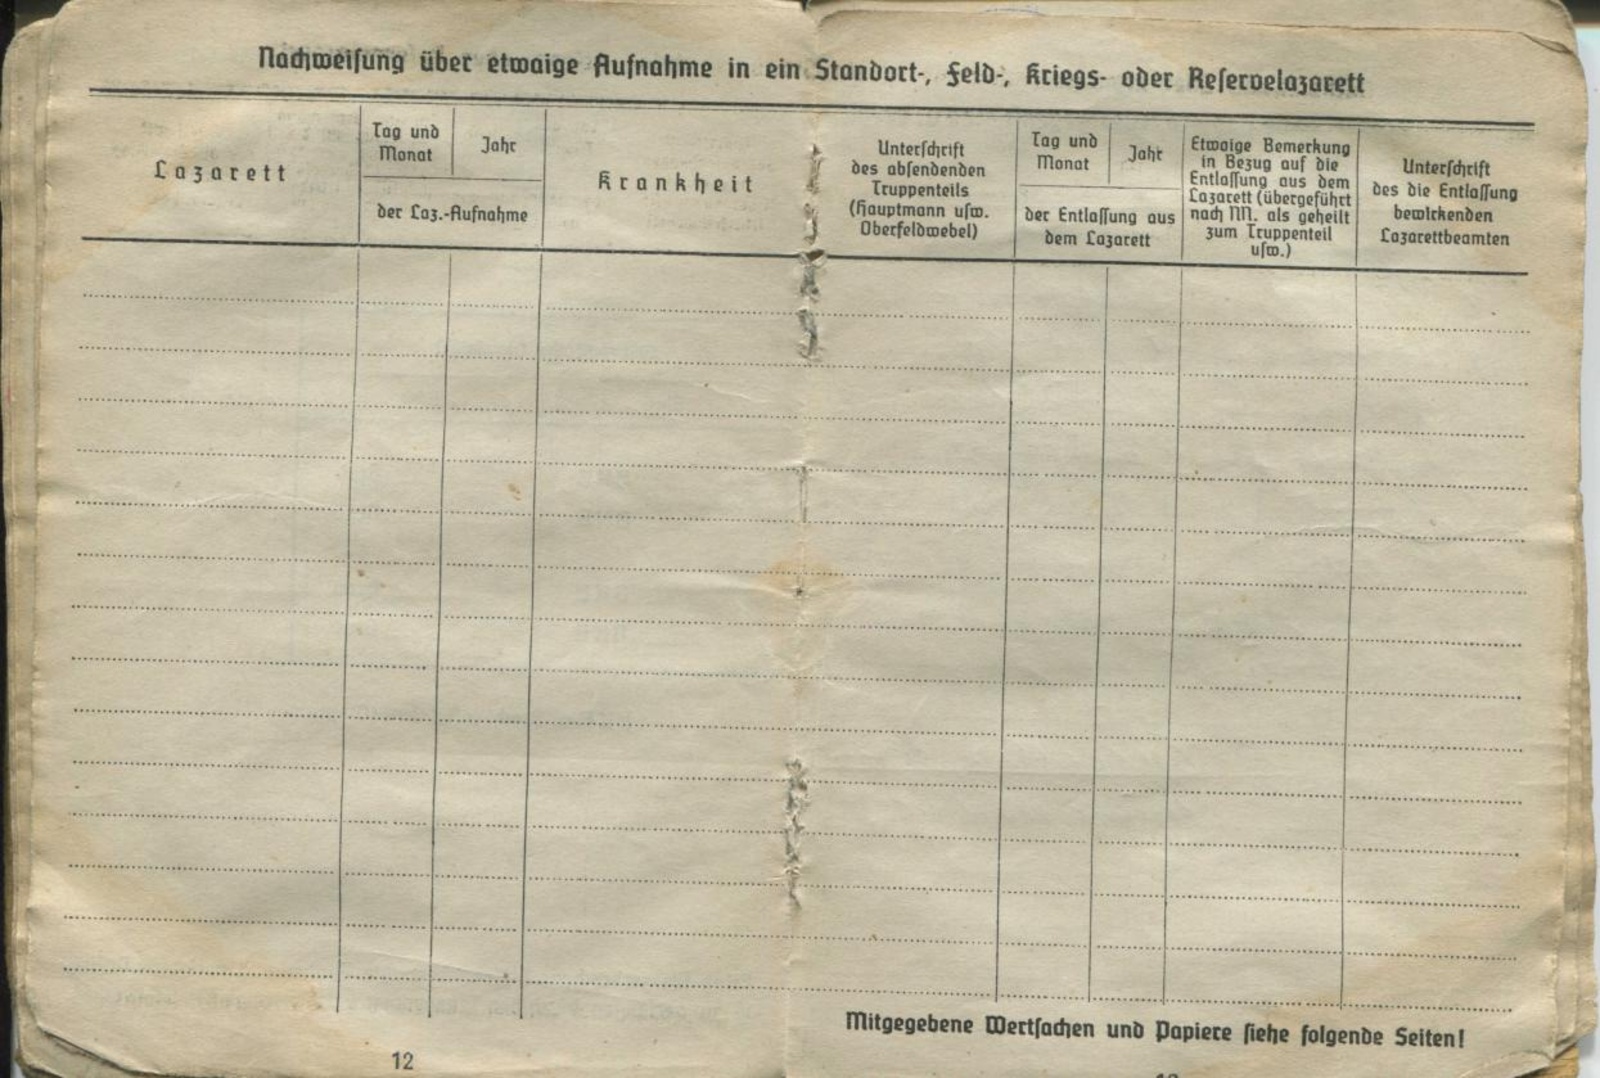 Nachweisung über etwaige Aufnahme in ein Standort-, Feld-, Kriegs- oder Reservelazarett
Lazarett
Tag und
Monat
Jahr
der Laz.-Aufnahme
Krankheit
Unterschrift
des absendenden
Truppenteils
(Hauptmann usw.
Oberfeldwebel)
Tag und
Monat
Jahr
der Entlassung aus
dem Lazarett
Etwaige Bemerkung
in Bezug auf die
Entlassung aus dem
Lazarett (übergeführt
nach NN. als geheilt
zum Truppenteil
usw.)
Unterschrift
des die Entlassung
bewirkenden
Lazarettbeamten
Mitgegebene Wertsachen und Papiere siehe folgende Seiten!
12